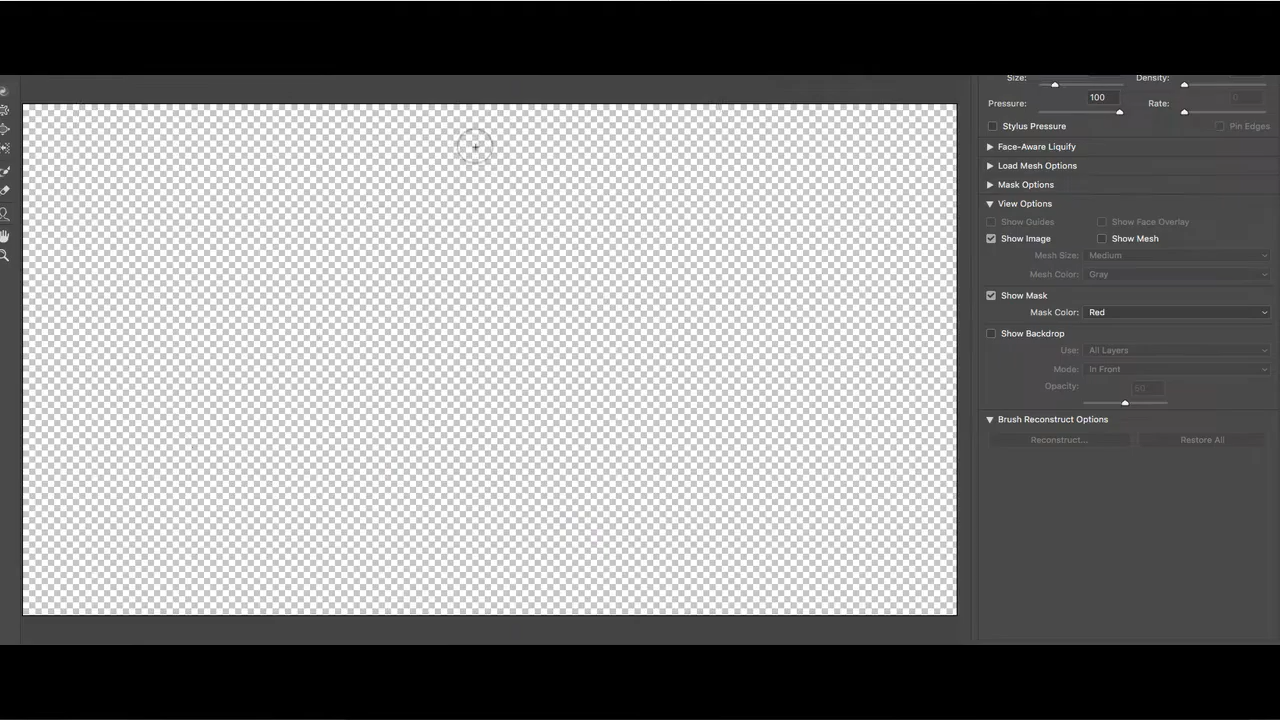 Size: Density:
Pressure: 100 Rate: 0
Stylus Pressure Pin Edges
Face-Aware Liquify
Load Mesh Options
Mask Options
View Options
Show Guides Show Face Overlay
Show Image Show Mesh
Mesh Size: Medium
Mesh Color: Gray
Show Mask
Mask Color: Red
Show Backdrop
Use: All Layers
Mode: In Front
Opacity: 50
Brush Reconstruct Options
Reconstruct... Restore All